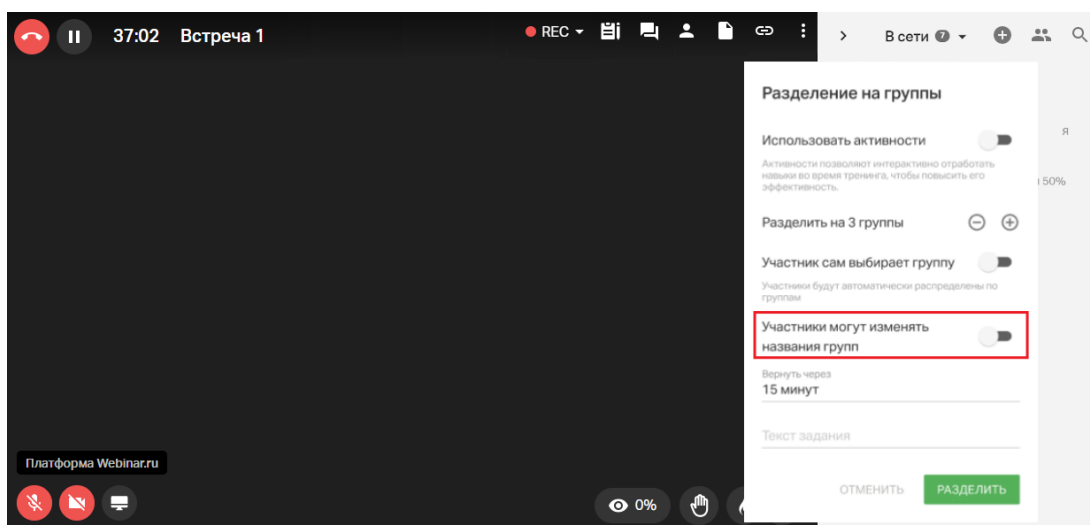 37:02 Встреча 1 REC В сети 7
Разделение на группы
Использовать активности
я
Активности позволяют интерактивно отработать
навыки во время тренинга, чтобы повысить его
эффективность.
50%
Разделить на 3 группы
Участник сам выбирает группу
Участники будут автоматически распределены по
группам
Участники могут изменять
названия групп
Вернуть через
15 минут
Текст задания
Платформа Webinar.ru
ОТМЕНИТЬ РАЗДЕЛИТЬ
0%